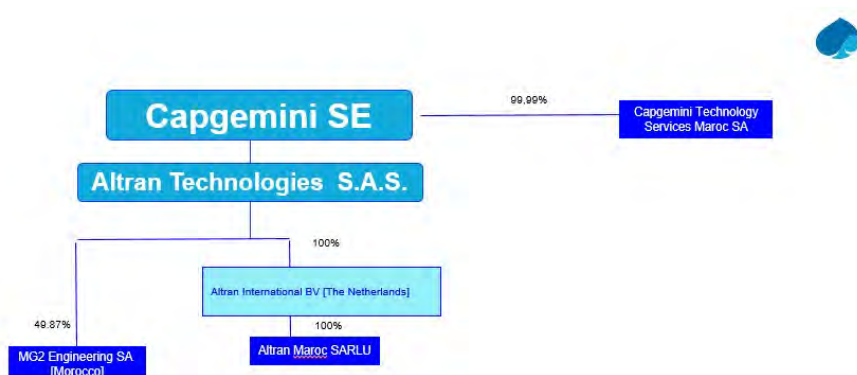 Capgemini SE
99,99%
Capgemini Technology
Services Maroc SA
Altran Technologies S.A.S.
100%
Altran International BV [The Netherlands]
49.87%
100%
MG2 Engineering SA
[Morocco]
Altran Maroc SARLU